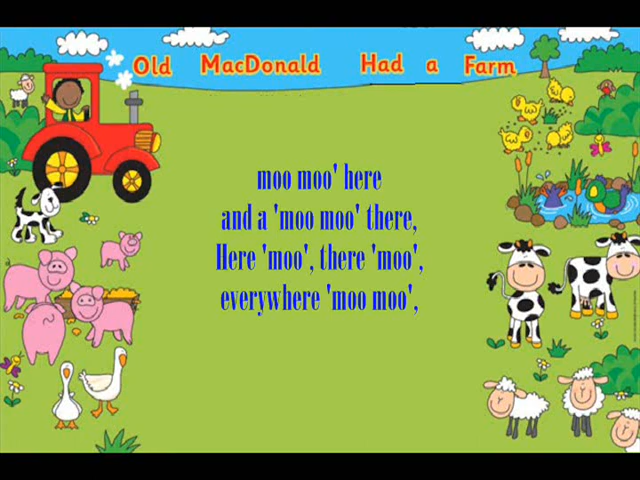 Old MacDonald Had a Farm
moo moo' here
and a 'moo moo' there,
Here 'moo', there 'moo',
everywhere 'moo moo',